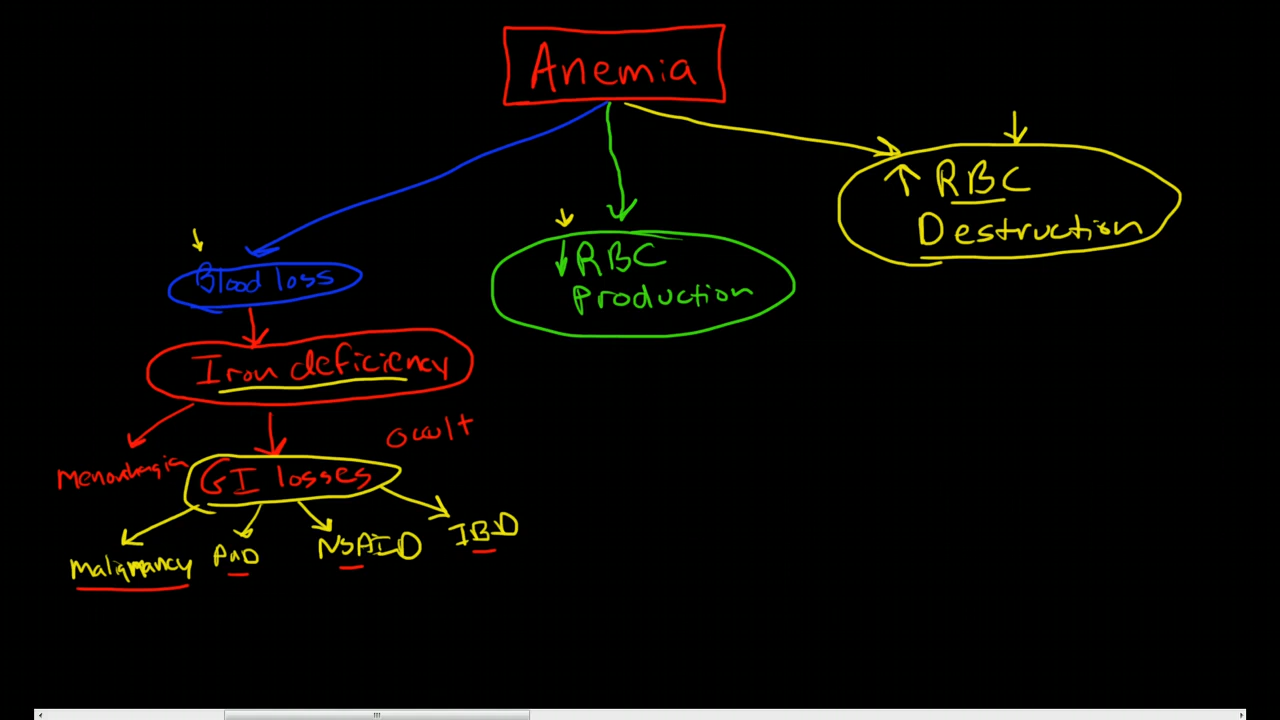 Anemia
↑ RBC
Destruction
↓ RBC
Production
Blood loss
Iron deficiency
Occult
Menorrhagia
GI losses
Malignancy
PUD
NSAID
IBD